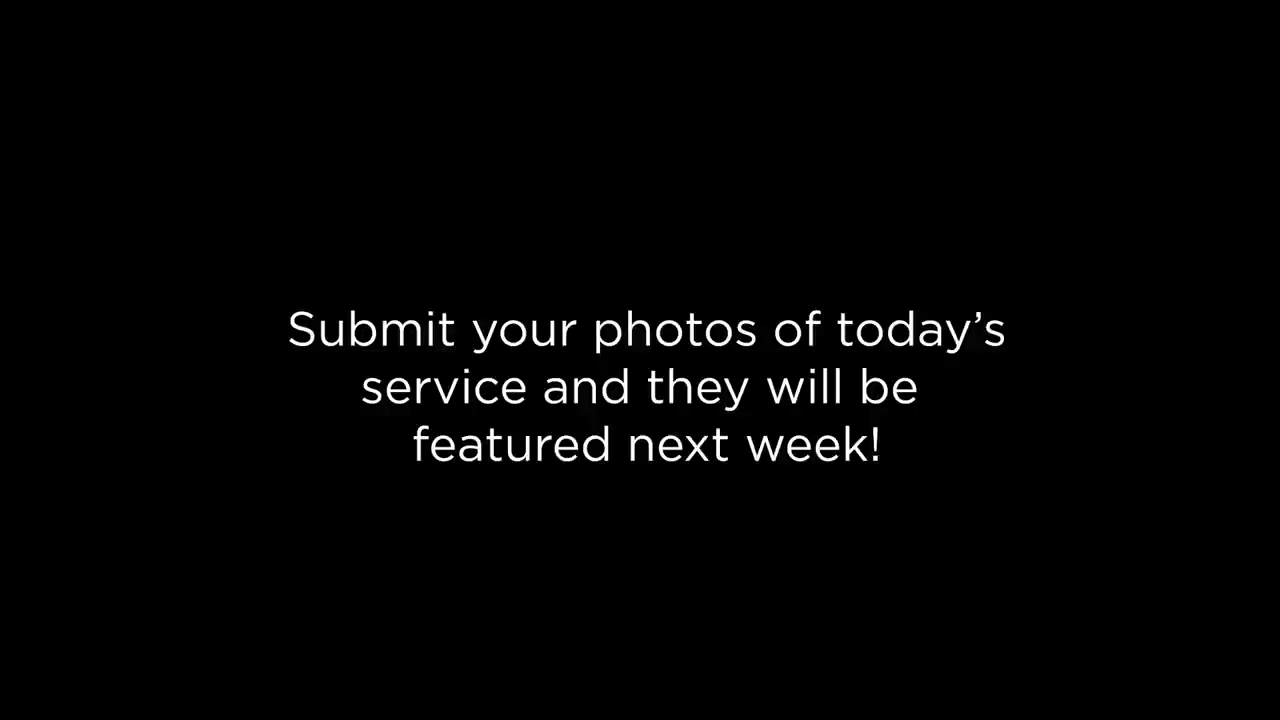 Submit your photos of today’s
service and they will be
featured next week!